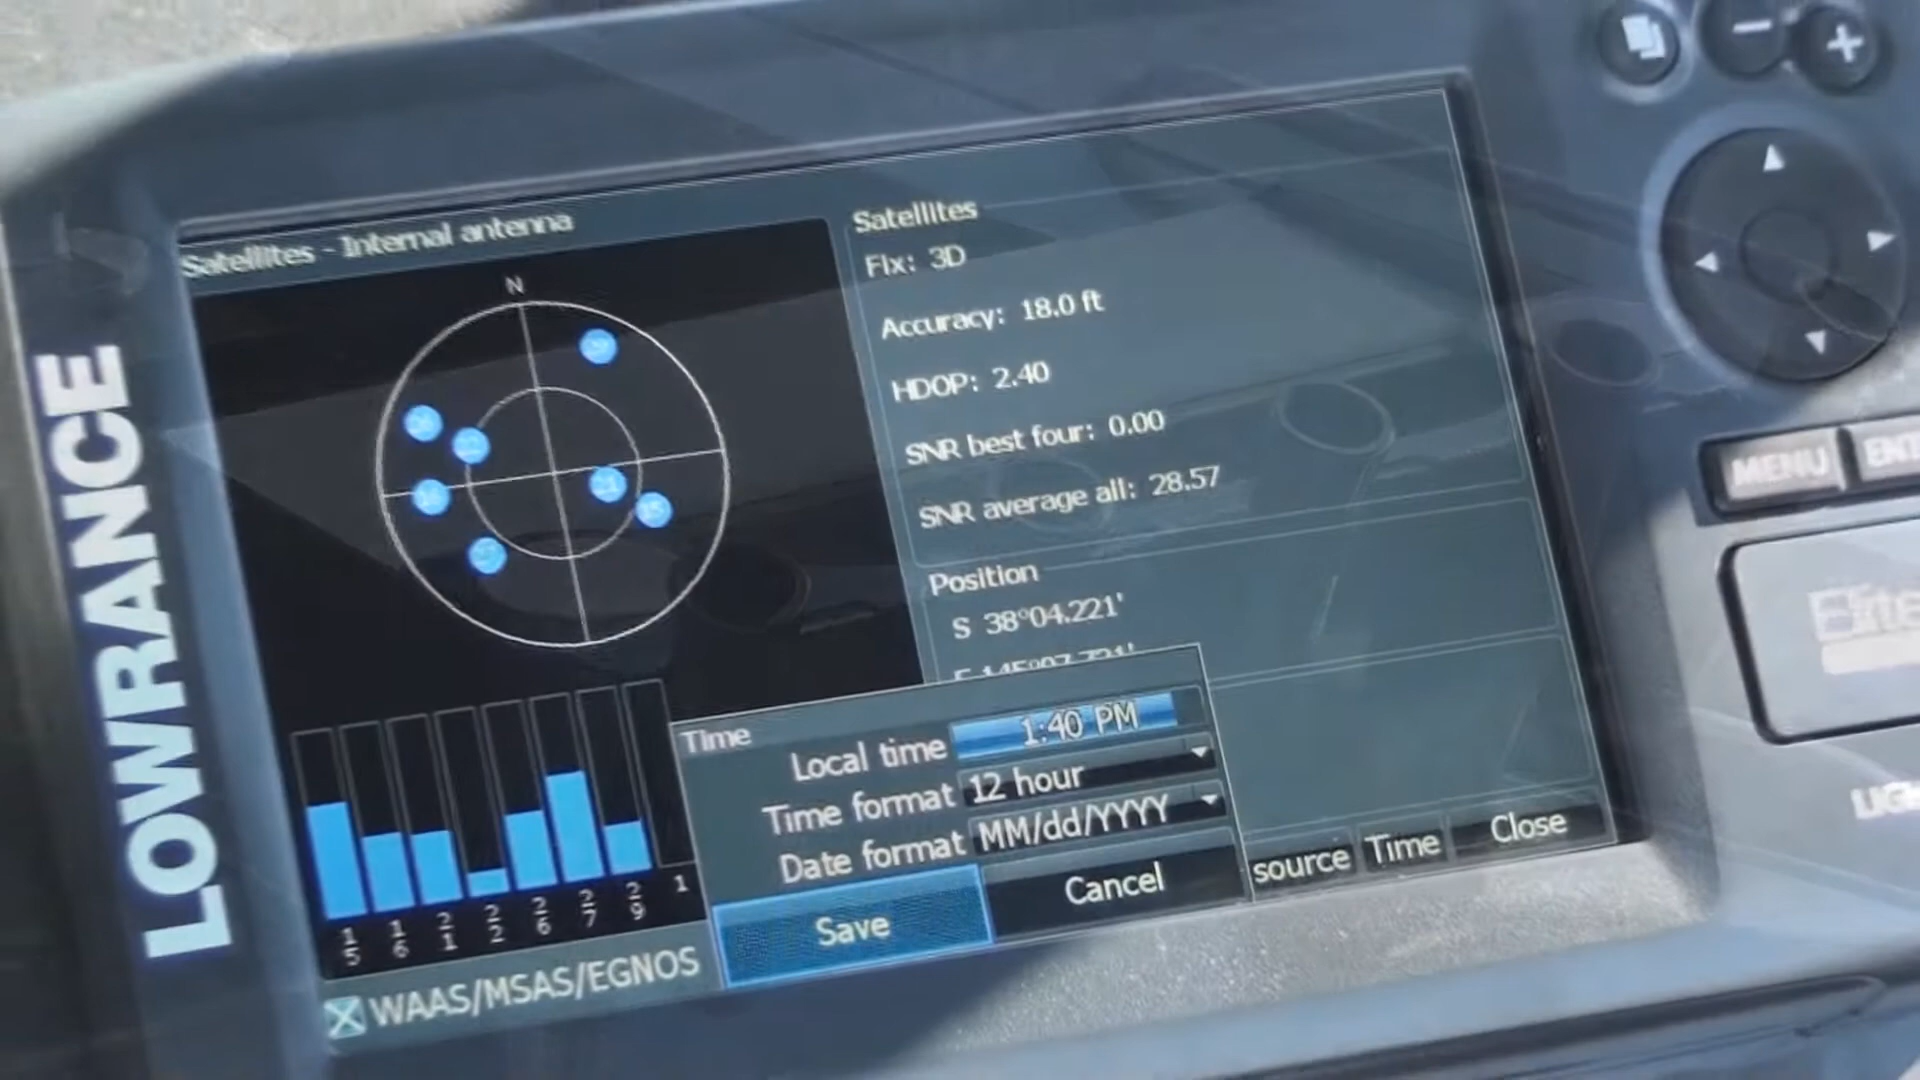 LOWRANCE
Satellites - Internal antenna
N
Satellites
Fix: 3D
Accuracy: 18.0 ft
HDOP: 2.40
SNR best four: 0.00
SNR average all: 28.57
Position
S 38°04.221'
Time
Local time 1:40 PM
Time format 12 hour
Date format MM/dd/YYYY
Save Cancel
source Time Close
15 16 21 22 26 27 29 1
WAAS/MSAS/EGNOS
MENU